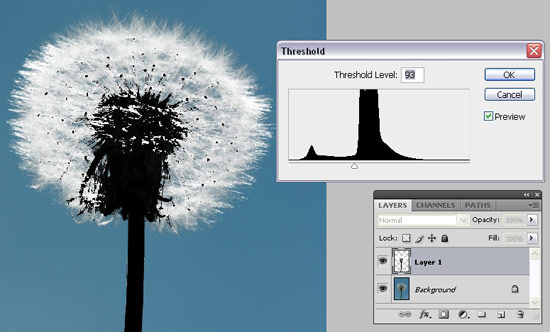 Threshold
Threshold Level: 93
OK
Cancel
Preview
LAYERS CHANNELS PATHS
Normal Opacity: 100%
Lock: Fill: 100%
Layer 1
Background
fx.